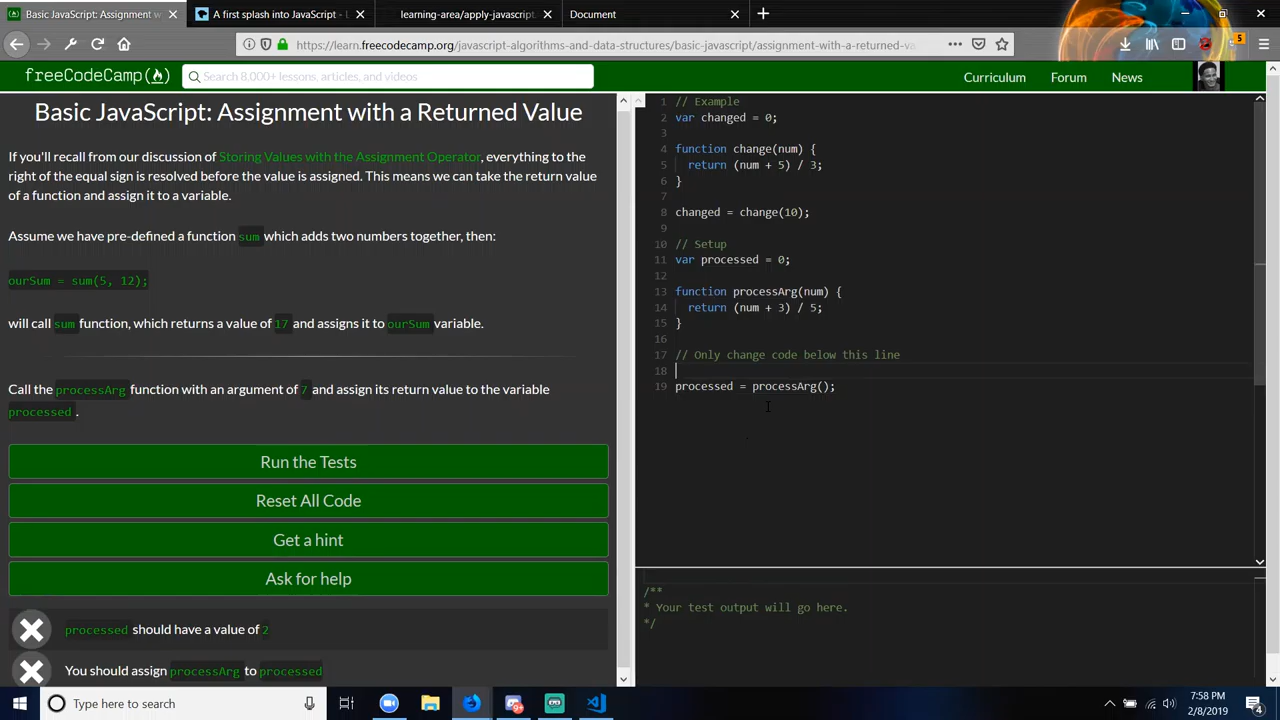 Basic JavaScript: Assignment w
A first splash into JavaScript -
learning-area/apply-javascript.
Document
https://learn.freecodecamp.org/javascript-algorithms-and-data-structures/basic-javascript/assignment-with-a-returned-va
5
freeCodeCamp
Search 8,000+ lessons, articles, and videos
Curriculum
Forum
News
Basic JavaScript: Assignment with a Returned Value
If you'll recall from our discussion of Storing Values with the Assignment Operator, everything to the
right of the equal sign is resolved before the value is assigned. This means we can take the return value
of a function and assign it to a variable.
Assume we have pre-defined a function sum which adds two numbers together, then:
ourSum = sum(5, 12);
will call sum function, which returns a value of 17 and assigns it to ourSum variable.
Call the processArg function with an argument of 7 and assign its return value to the variable
processed .
Run the Tests
Reset All Code
Get a hint
Ask for help
processed should have a value of 2
You should assign processArg to processed
1 // Example
2 var changed = 0;
3
4 function change(num) {
5 return (num + 5) / 3;
6 }
7
8 changed = change(10);
9
10 // Setup
11 var processed = 0;
12
13 function processArg(num) {
14 return (num + 3) / 5;
15 }
16
17 // Only change code below this line
18
19 processed = processArg();
/**
* Your test output will go here.
*/
Type here to search
7:58 PM
2/8/2019
4